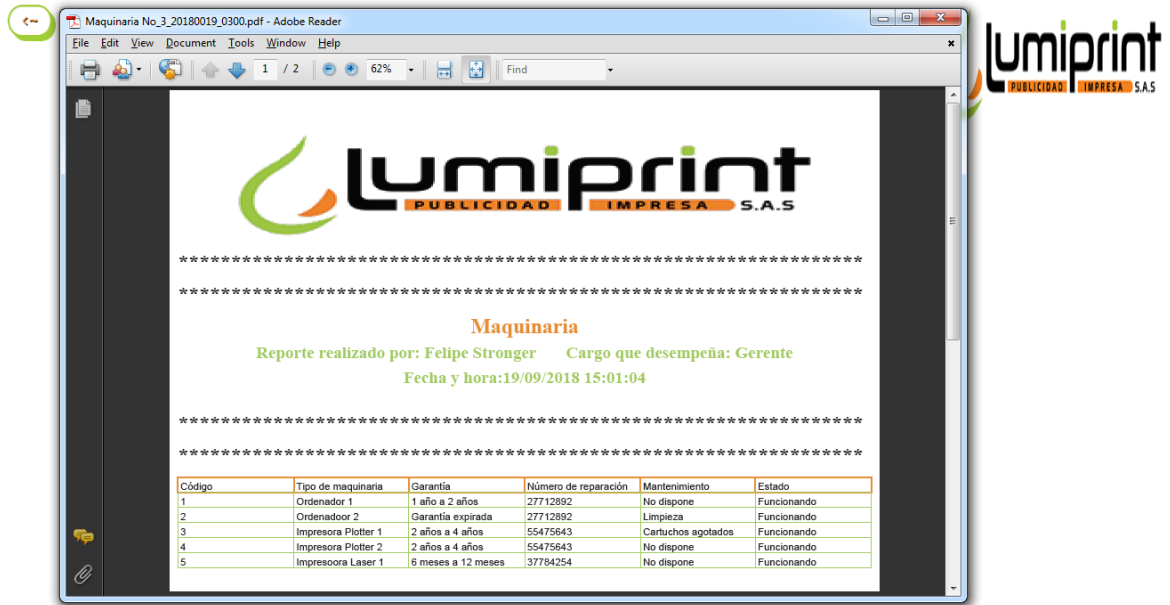 <~
Maquinaria No_3_20180019_0300.pdf - Adobe Reader
File Edit View Document Tools Window Help
1 / 2 62% Find
lumiprint
PUBLICIDAD IMPRESA S.A.S
lumiprint
PUBLICIDAD IMPRESA S.A.S
*****************************************************************
*****************************************************************
Maquinaria
Reporte realizado por: Felipe Stronger Cargo que desempeña: Gerente
Fecha y hora:19/09/2018 15:01:04
*****************************************************************
*****************************************************************
Código Tipo de maquinaria Garantía Número de reparación Mantenimiento Estado
1 Ordenador 1 1 año a 2 años 27712892 No dispone Funcionando
2 Ordenadoor 2 Garantía expirada 27712892 Limpieza Funcionando
3 Impresora Plotter 1 2 años a 4 años 55475643 Cartuchos agotados Funcionando
4 Impresora Plotter 2 2 años a 4 años 55475643 No dispone Funcionando
5 Impresoora Laser 1 6 meses a 12 meses 37784254 No dispone Funcionando